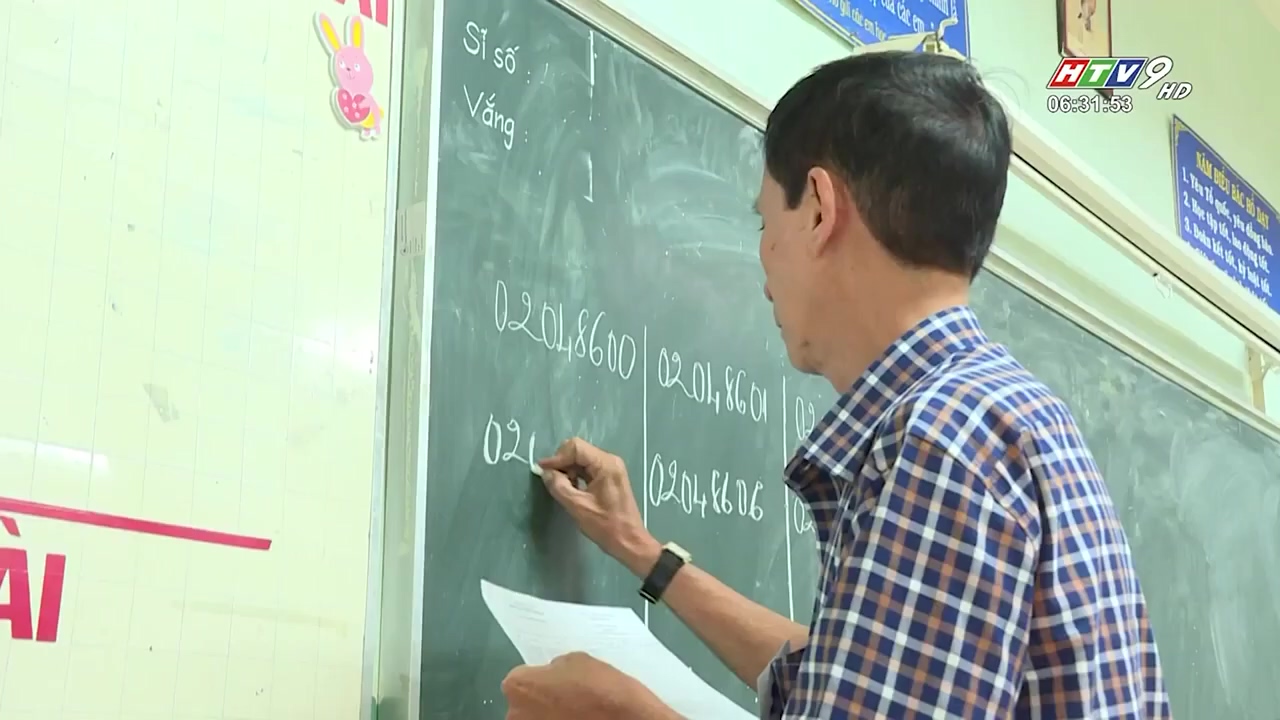 Sĩ số :
Vắng :
02048600
02048601
02
02
02048606
02
ÀI
HTV9 HD
06:31:53
NĂM ĐIỀU BÁC HỒ DẠY
1. Yêu Tổ quốc, yêu đồng bào
2. Học tập tốt, lao động tốt.
3. Đoàn kết tốt, kỷ luật tốt.